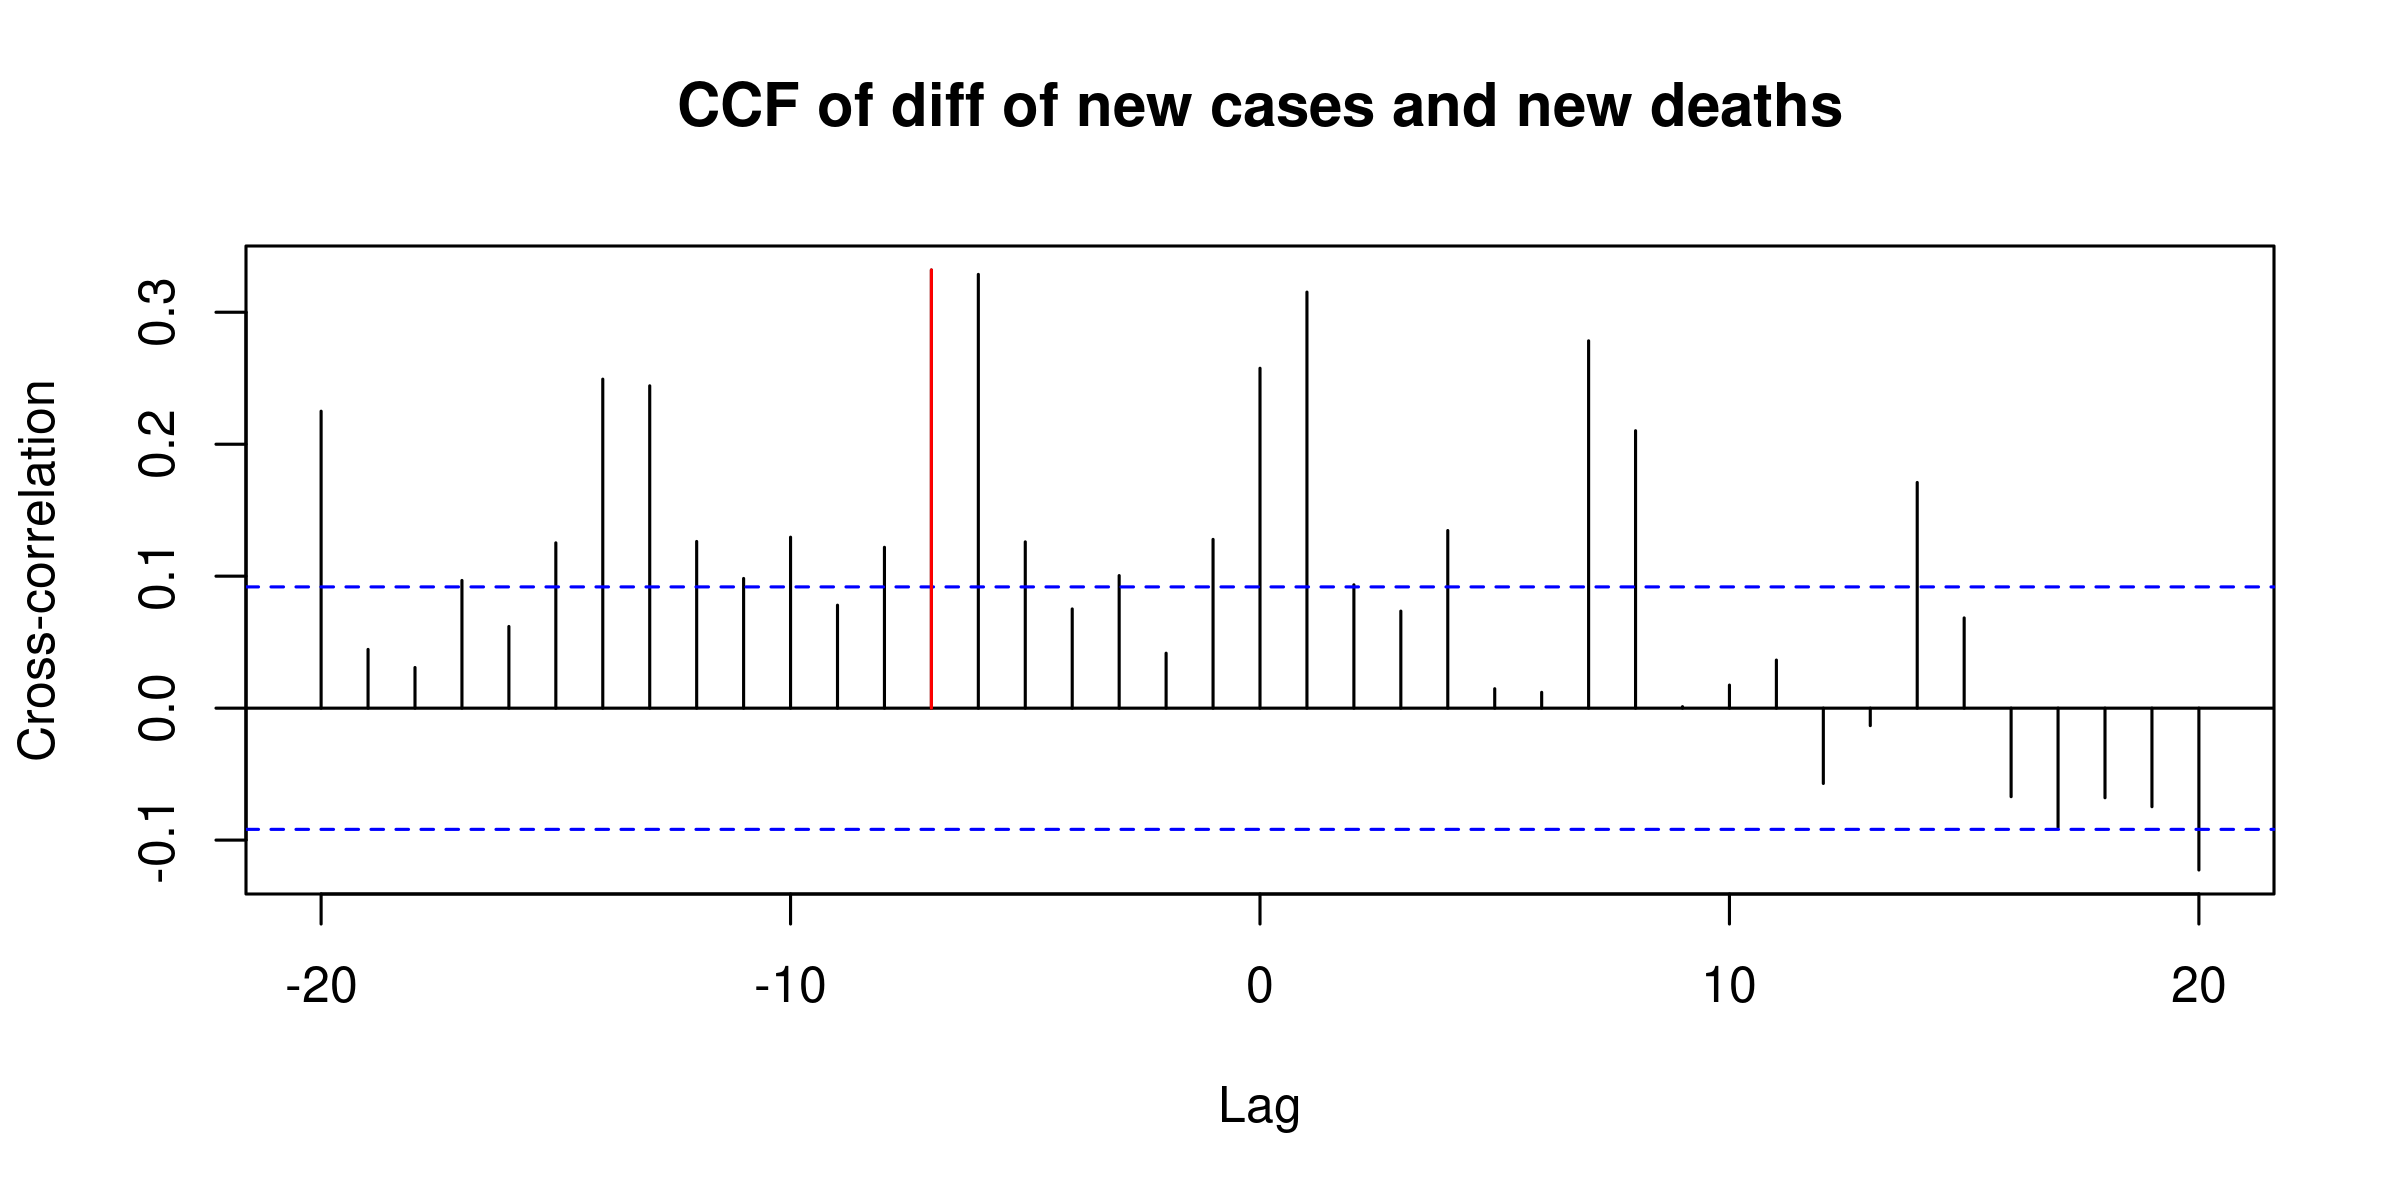 CCF of diff of new cases and new deaths
Cross-correlation
0.3
0.2
0.1
0.0
-0.1
-20 -10 0 10 20
Lag